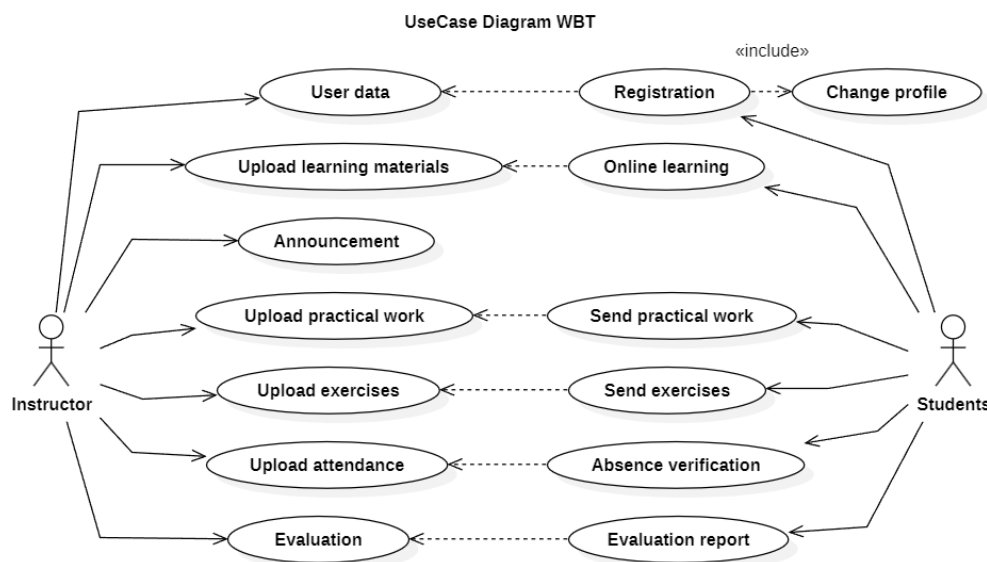 UseCase Diagram WBT
«include»
User data
Registration
Change profile
Upload learning materials
Online learning
Announcement
Upload practical work
Send practical work
Instructor
Upload exercises
Send exercises
Students
Upload attendance
Absence verification
Evaluation
Evaluation report